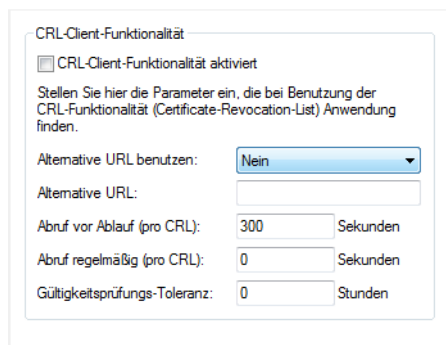 CRL-Client-Funktionalität
CRL-Client-Funktionalität aktiviert
Stellen Sie hier die Parameter ein, die bei Benutzung der
CRL-Funktionalität (Certificate-Revocation-List) Anwendung
finden.
Alternative URL benutzen: Nein
Alternative URL:
Abruf vor Ablauf (pro CRL): 300 Sekunden
Abruf regelmäßig (pro CRL): 0 Sekunden
Gültigkeitsprüfungs-Toleranz: 0 Stunden